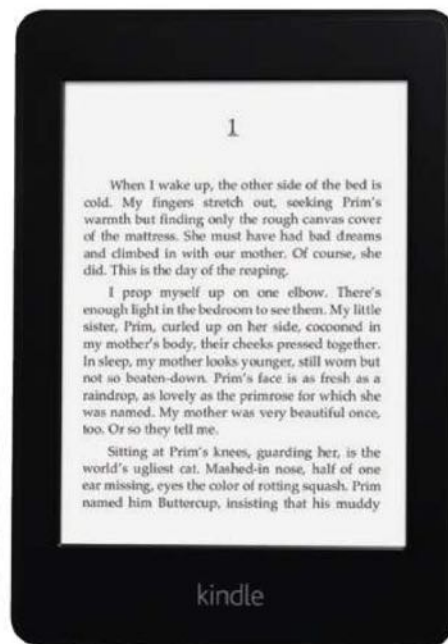 1
When I wake up, the other side of the bed is
cold. My fingers stretch out, seeking Prim's
warmth but finding only the rough canvas cover
of the mattress. She must have had bad dreams
and climbed in with our mother. Of course, she
did. This is the day of the reaping.
I prop myself up on one elbow. There's
enough light in the bedroom to see them. My little
sister, Prim, curled up on her side, cocooned in
my mother's body, their cheeks pressed together.
In sleep, my mother looks younger, still worn but
not so beaten-down. Prim's face is as fresh as a
raindrop, as lovely as the primrose for which she
was named. My mother was very beautiful once,
too. Or so they tell me.
Sitting at Prim's knees, guarding her, is the
world's ugliest cat. Mashed-in nose, half of one
ear missing, eyes the color of rotting squash. Prim
named him Buttercup, insisting that his muddy
kindle